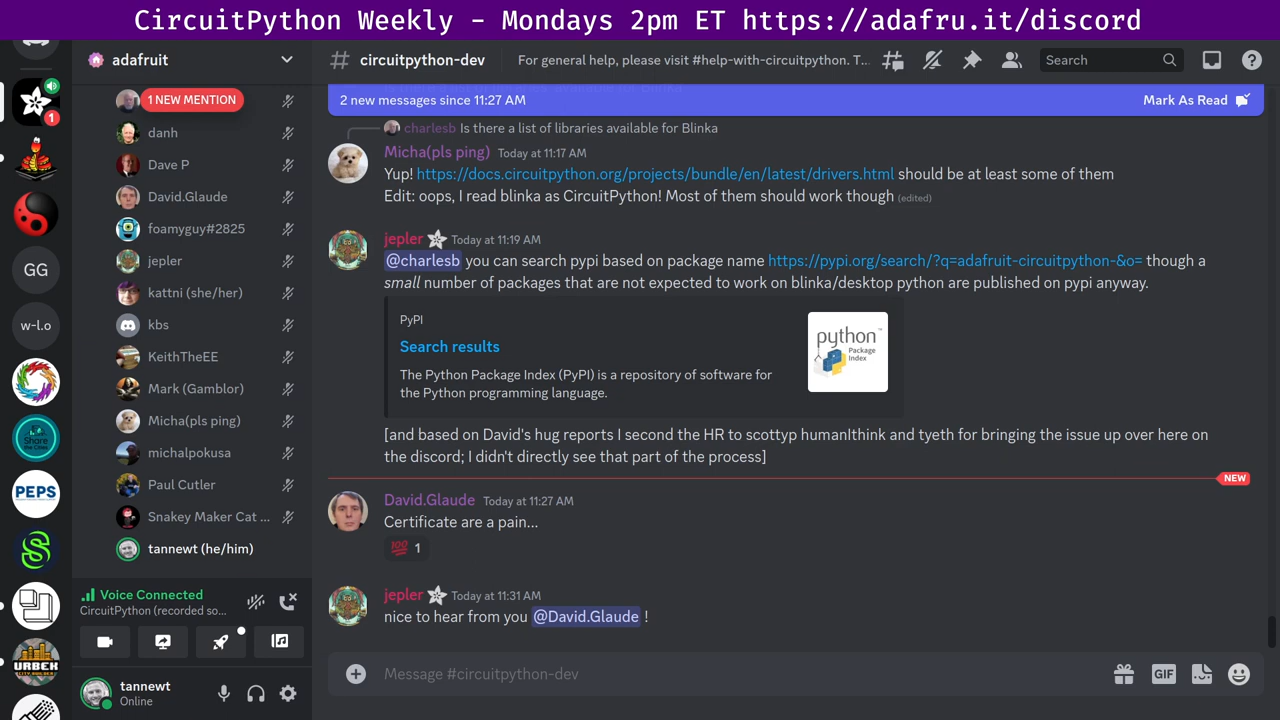 CircuitPython Weekly - Mondays 2pm ET https://adafru.it/discord
adafruit
# circuitpython-dev
For general help, please visit #help-with-circuitpython. T...
Search
1 NEW MENTION
danh
Dave P
David.Glaude
foamyguy#2825
jepler
kattni (she/her)
kbs
KeithTheEE
Mark (Gamblor)
Micha(pls ping)
michalpokusa
Paul Cutler
Snakey Maker Cat ...
tannewt (he/him)
Voice Connected
CircuitPython (recorded so...
tannewt
Online
1
GG
w-l.o
Share
PEPS
URBEK
2 new messages since 11:27 AM
Mark As Read
charlesb Is there a list of libraries available for Blinka
Micha(pls ping) Today at 11:17 AM
Yup! https://docs.circuitpython.org/projects/bundle/en/latest/drivers.html should be at least some of them
Edit: oops, I read blinka as CircuitPython! Most of them should work though (edited)
jepler Today at 11:19 AM
@charlesb you can search pypi based on package name https://pypi.org/search/?q=adafruit-circuitpython-&o= though a
small number of packages that are not expected to work on blinka/desktop python are published on pypi anyway.
PyPI
Search results
The Python Package Index (PyPI) is a repository of software for
the Python programming language.
python
Package
Index
[and based on David's hug reports I second the HR to scottyp humanIthink and tyeth for bringing the issue up over here on
the discord; I didn't directly see that part of the process]
NEW
David.Glaude Today at 11:27 AM
Certificate are a pain...
100 1
jepler Today at 11:31 AM
nice to hear from you @David.Glaude !
Message #circuitpython-dev
GIF